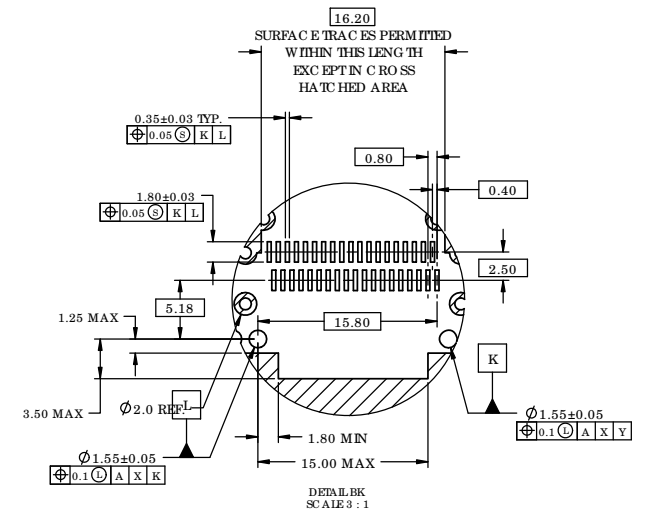 16.20
SURFACE TRACES PERMITTED
WITHIN THIS LENGTH
EXCEPT IN CROSS
HATCHED AREA
0.35±0.03 TYP.
⌖ 0.05 Ⓢ K L
0.80
0.40
1.80±0.03
⌖ 0.05 Ⓢ K L
2.50
5.18
1.25 MAX
15.80
K
3.50 MAX
Ø2.0 REF.
L
Ø1.55±0.05
⌖ 0.1 Ⓛ A X Y
1.80 MIN
Ø1.55±0.05
⌖ 0.1 Ⓛ A X K
15.00 MAX
DETAIL BK
SCALE 3 : 1